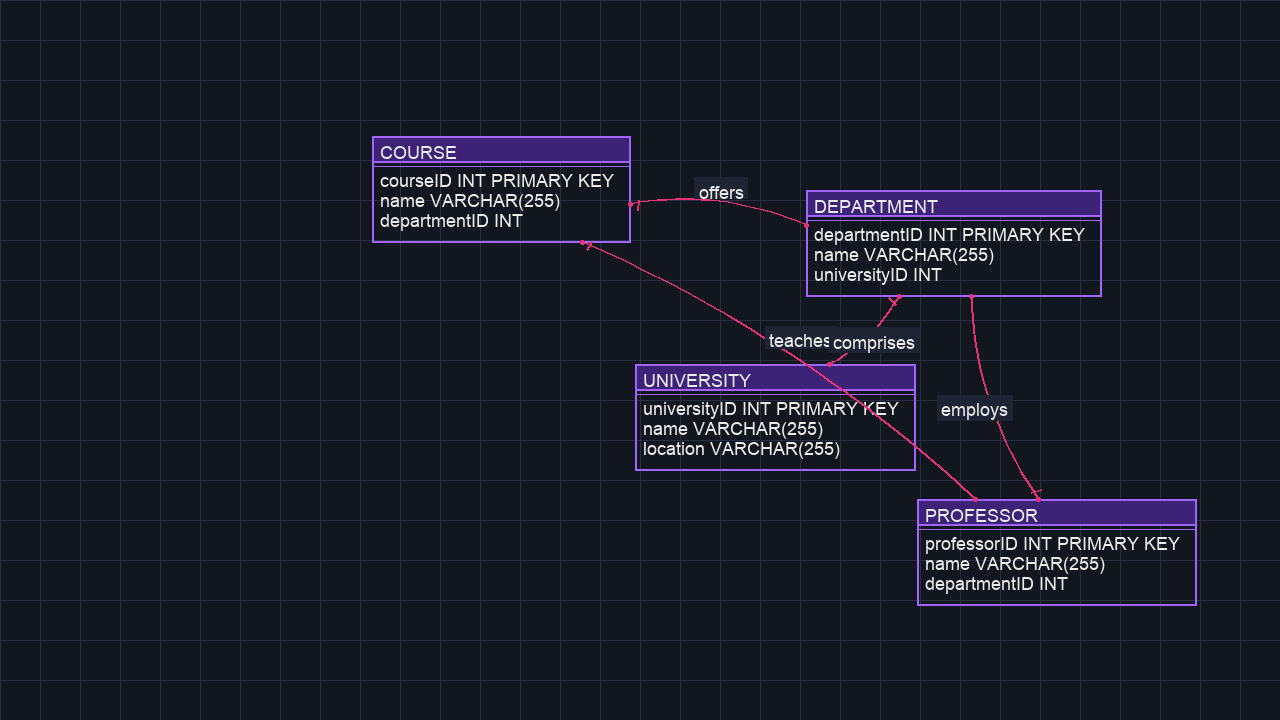 COURSE
courseID INT PRIMARY KEY
name VARCHAR(255)
departmentID INT
offers
DEPARTMENT
departmentID INT PRIMARY KEY
name VARCHAR(255)
universityID INT
teaches
comprises
UNIVERSITY
universityID INT PRIMARY KEY
name VARCHAR(255)
location VARCHAR(255)
employs
PROFESSOR
professorID INT PRIMARY KEY
name VARCHAR(255)
departmentID INT